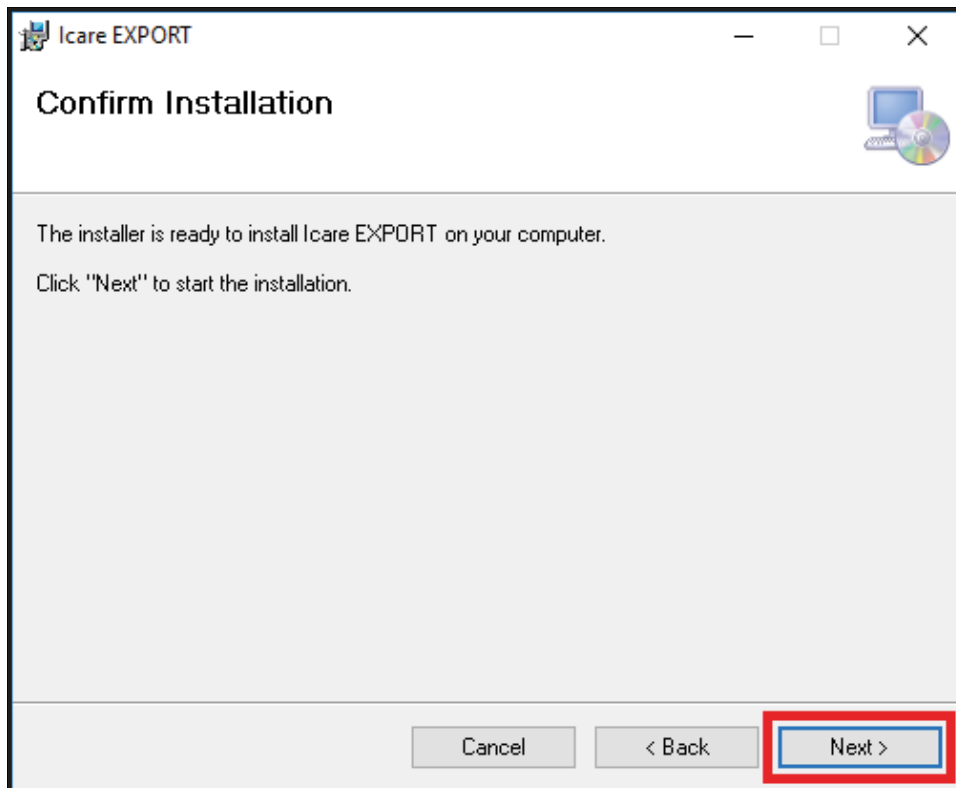 Icare EXPORT
Confirm Installation
The installer is ready to install Icare EXPORT on your computer.
Click "Next" to start the installation.
Cancel
< Back
Next >